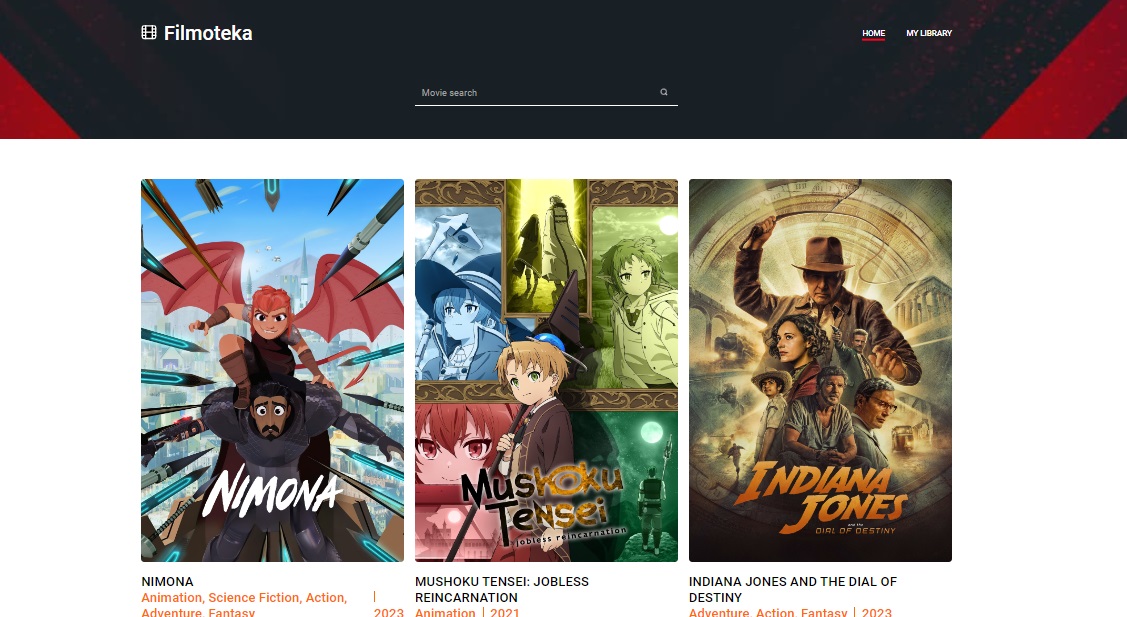 Filmoteka
HOME
MY LIBRARY
Movie search
NIMONA
MUSHOKU
TENSEI
jobless reincarnation
INDIANA
JONES
and the
DIAL OF DESTINY
NIMONA
Animation, Science Fiction, Action,
Adventure, Fantasy
| 2023
MUSHOKU TENSEI: JOBLESS
REINCARNATION
Animation | 2021
INDIANA JONES AND THE DIAL OF
DESTINY
Adventure, Action, Fantasy | 2023